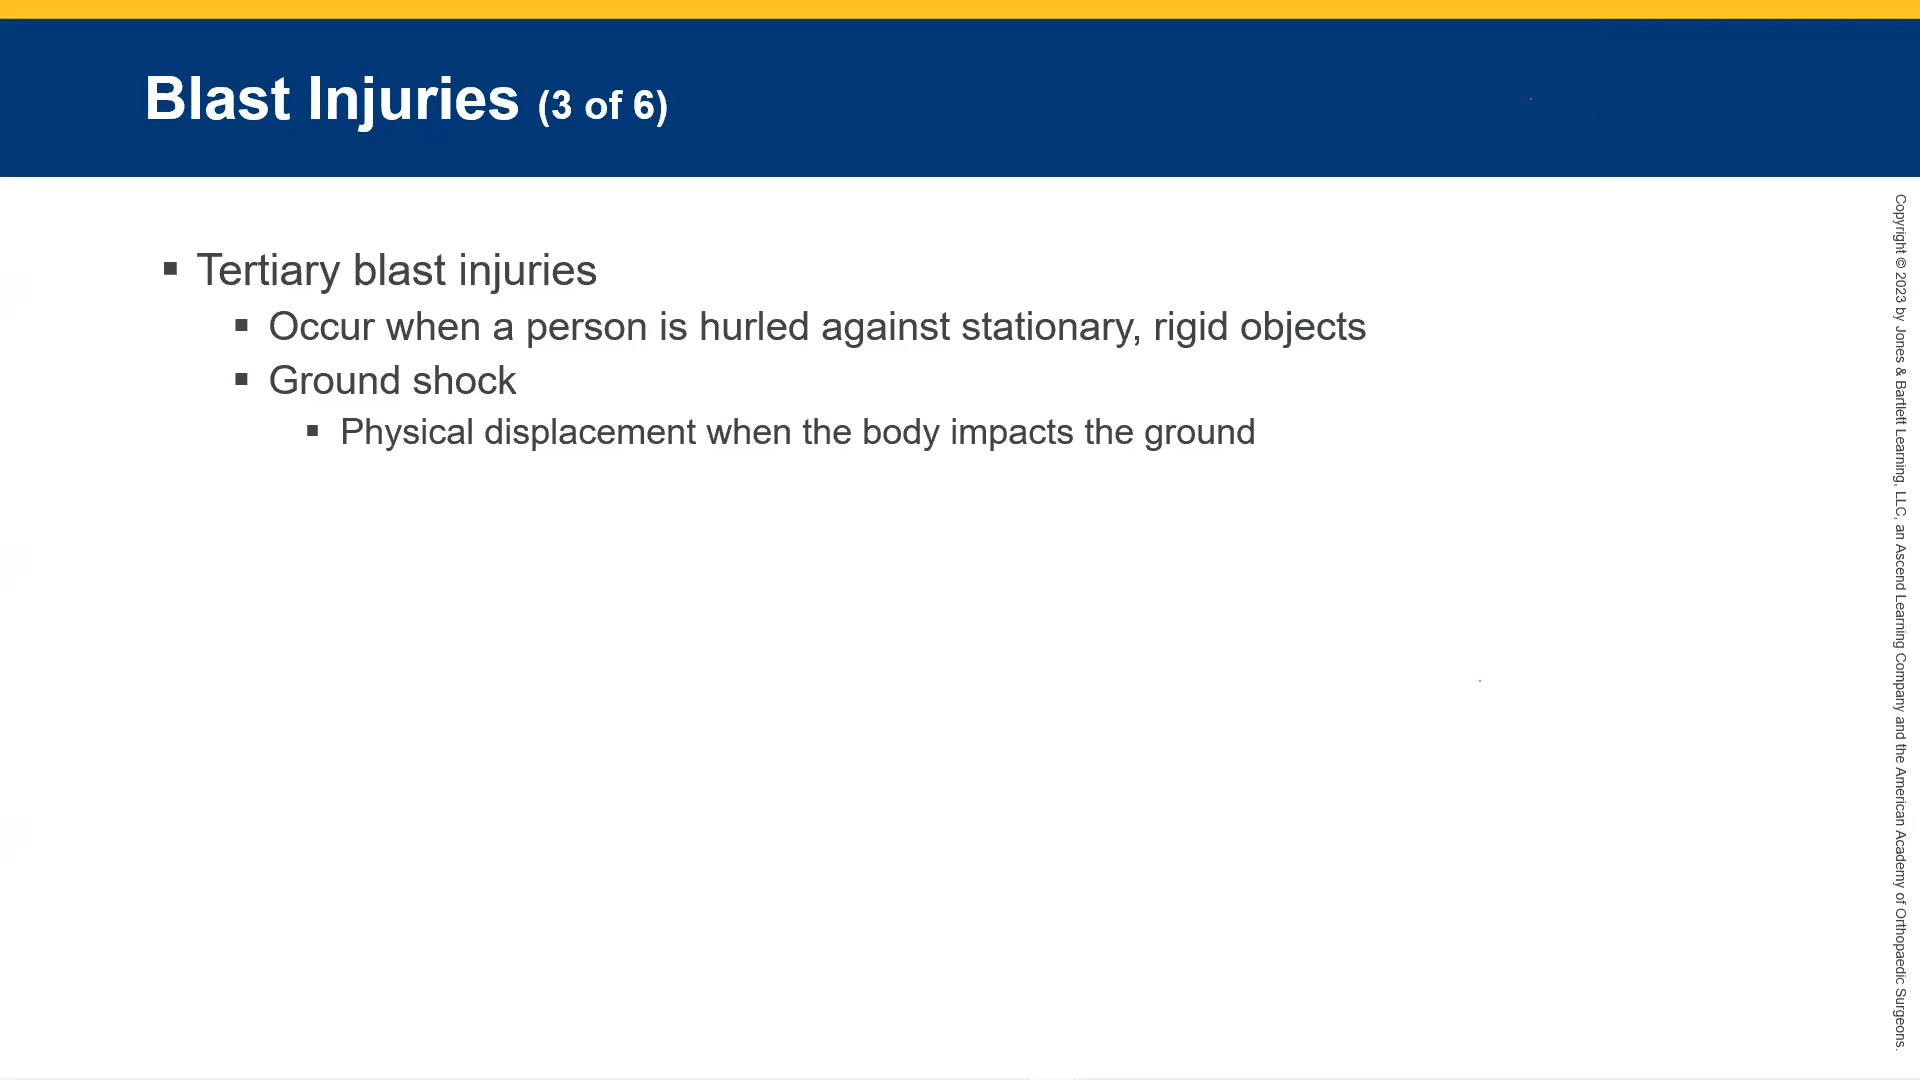 Blast Injuries (3 of 6)
▪ Tertiary blast injuries
▪ Occur when a person is hurled against stationary, rigid objects
▪ Ground shock
▪ Physical displacement when the body impacts the ground
Copyright © 2023 by Jones & Bartlett Learning, LLC, an Ascend Learning Company and the American Academy of Orthopaedic Surgeons.